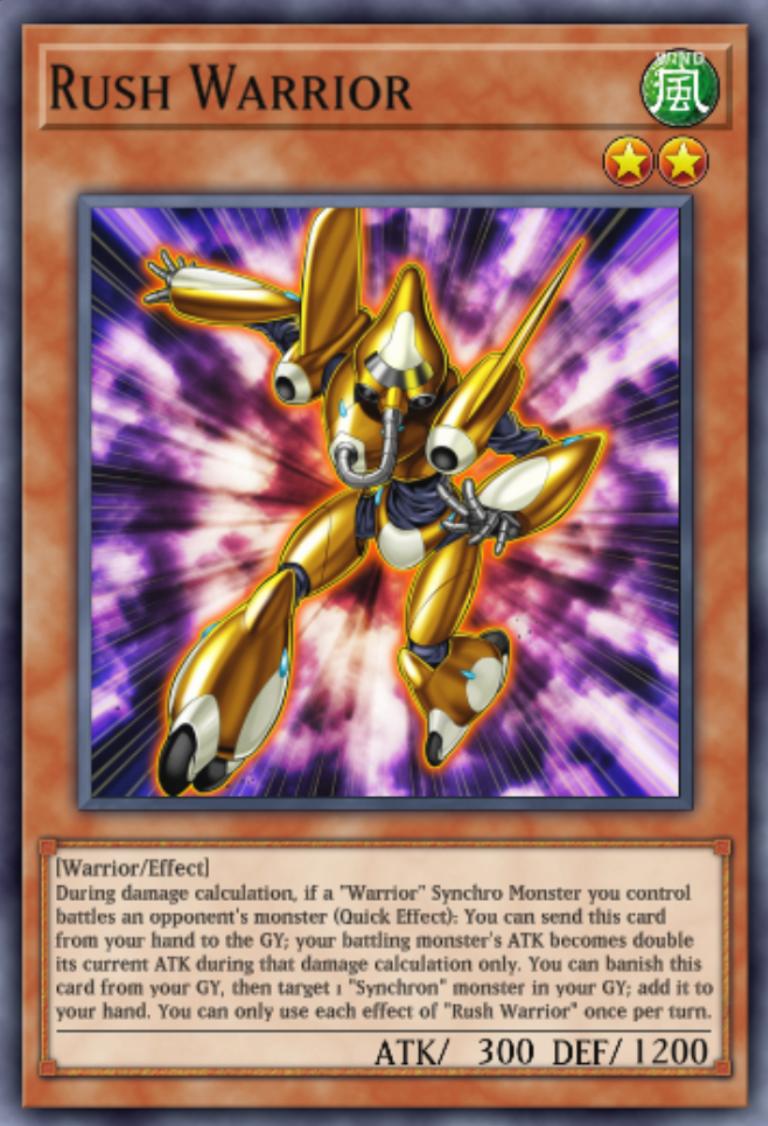 Rush Warrior
WIND
風
[Warrior/Effect]
During damage calculation, if a "Warrior" Synchro Monster you control
battles an opponent's monster (Quick Effect): You can send this card
from your hand to the GY; your battling monster's ATK becomes double
its current ATK during that damage calculation only. You can banish this
card from your GY, then target 1 "Synchron" monster in your GY; add it to
your hand. You can only use each effect of "Rush Warrior" once per turn.
ATK/ 300 DEF/ 1200